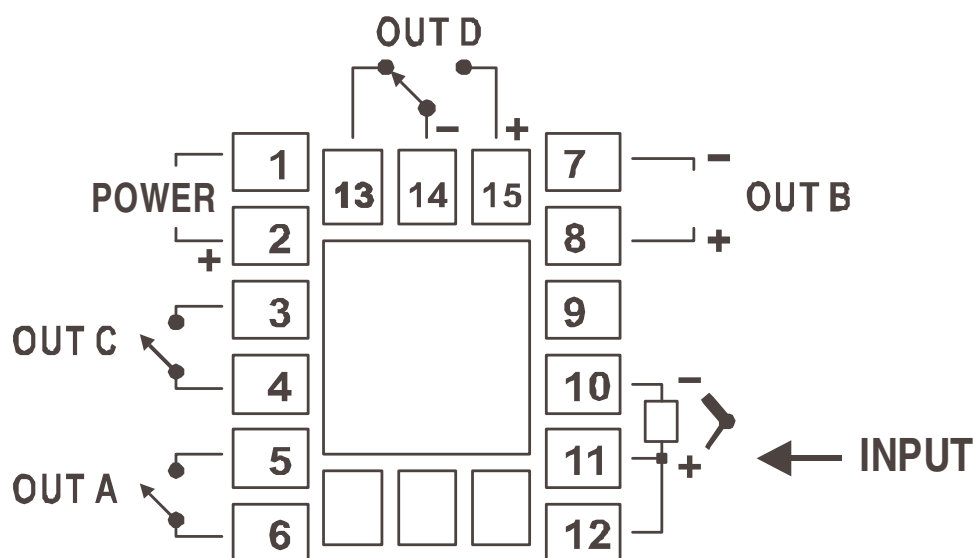 OUT D
- +
1 13 14 15 7 -
POWER OUT B
2 8 +
+
3 9
OUT C
4 10 -
5 11 +
INPUT
OUT A
6 12